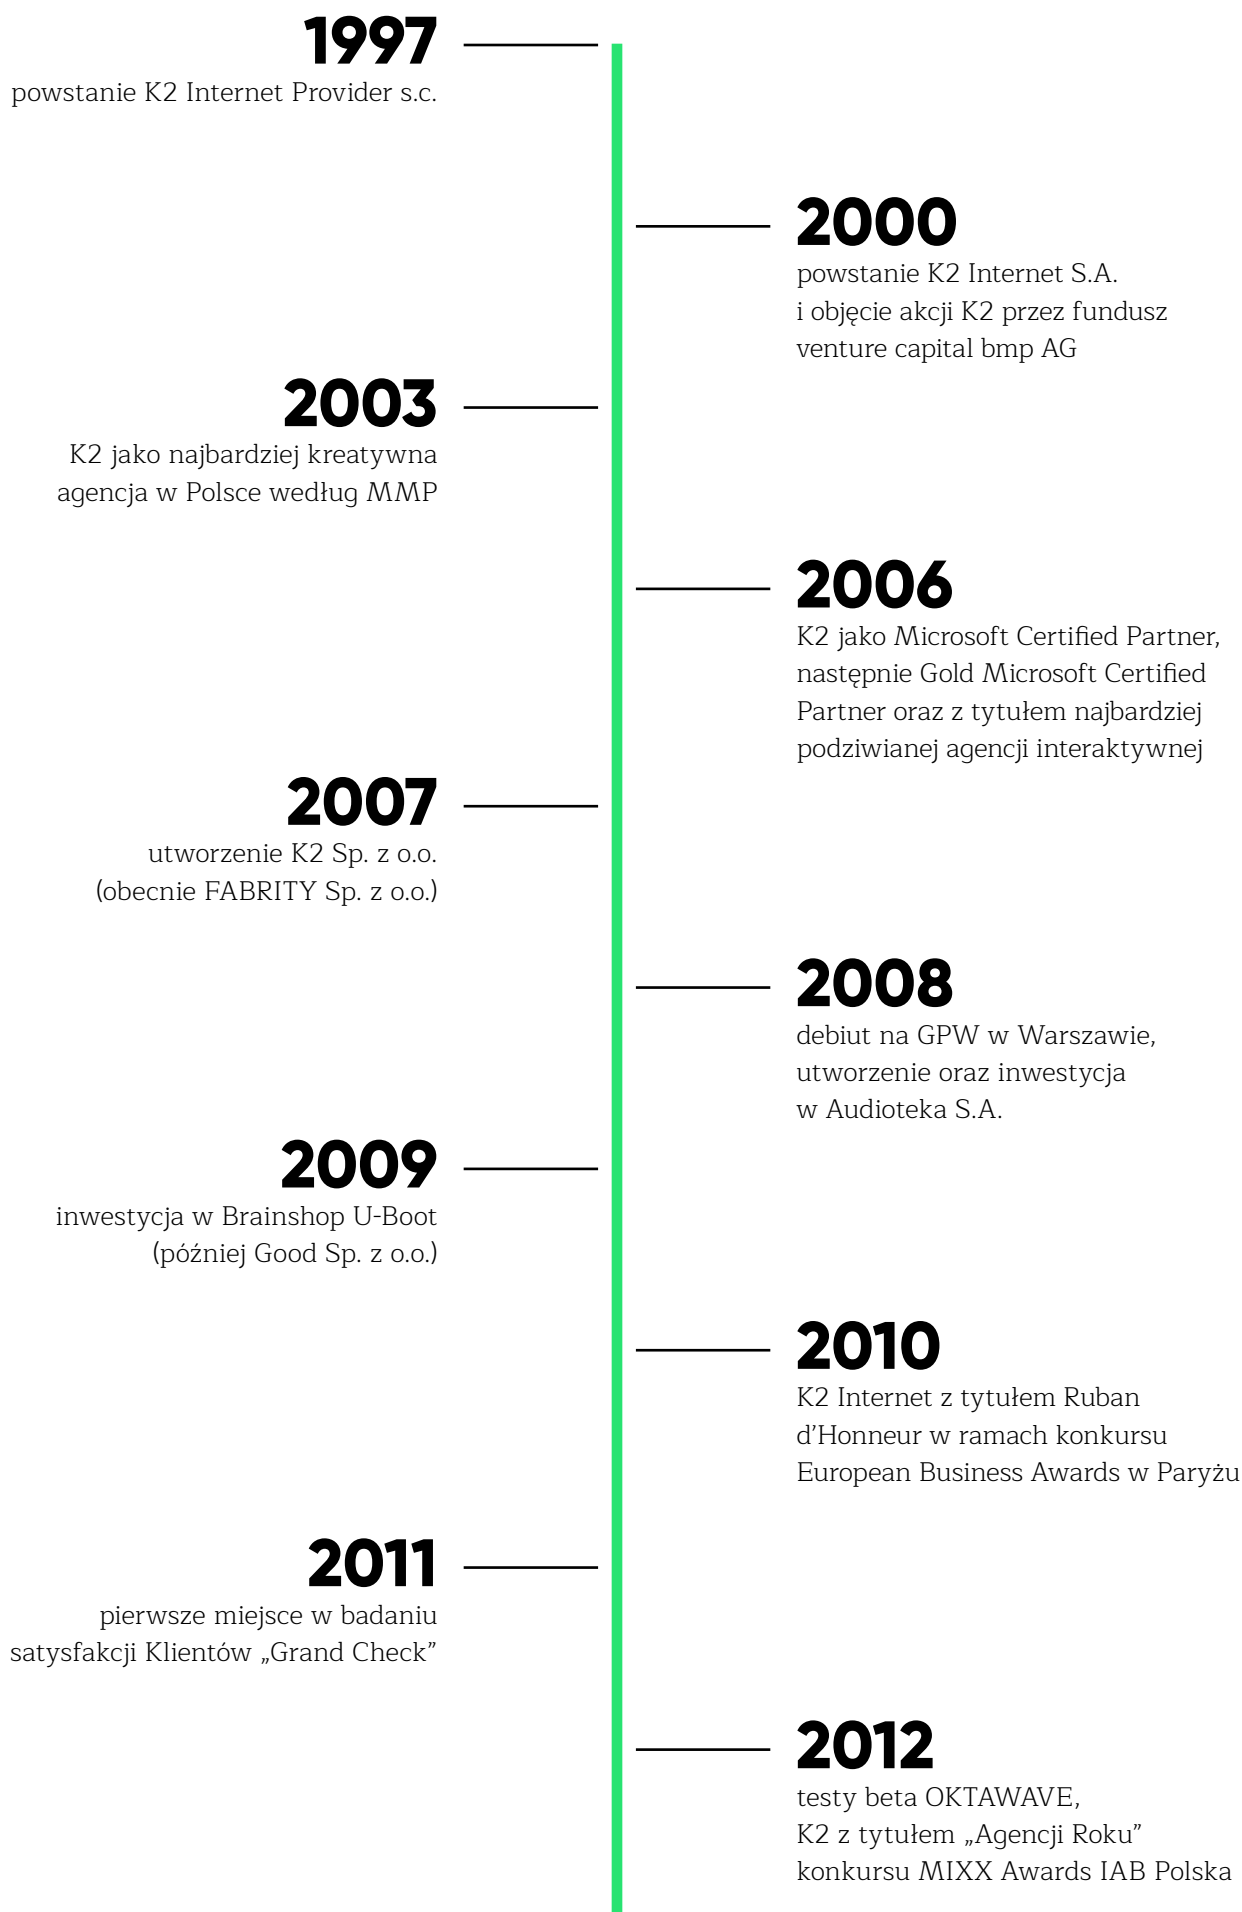 1997
powstanie K2 Internet Provider s.c.
2000
powstanie K2 Internet S.A.
i objęcie akcji K2 przez fundusz
venture capital bmp AG
2003
K2 jako najbardziej kreatywna
agencja w Polsce według MMP
2006
K2 jako Microsoft Certified Partner,
następnie Gold Microsoft Certified
Partner oraz z tytułem najbardziej
podziwianej agencji interaktywnej
2007
utworzenie K2 Sp. z o.o.
(obecnie FABRITY Sp. z o.o.)
2008
debiut na GPW w Warszawie,
utworzenie oraz inwestycja
w Audioteka S.A.
2009
inwestycja w Brainshop U-Boot
(później Good Sp. z o.o.)
2010
K2 Internet z tytułem Ruban
d’Honneur w ramach konkursu
European Business Awards w Paryżu
2011
pierwsze miejsce w badaniu
satysfakcji Klientów „Grand Check”
2012
testy beta OKTAWAVE,
K2 z tytułem „Agencji Roku”
konkursu MIXX Awards IAB Polska